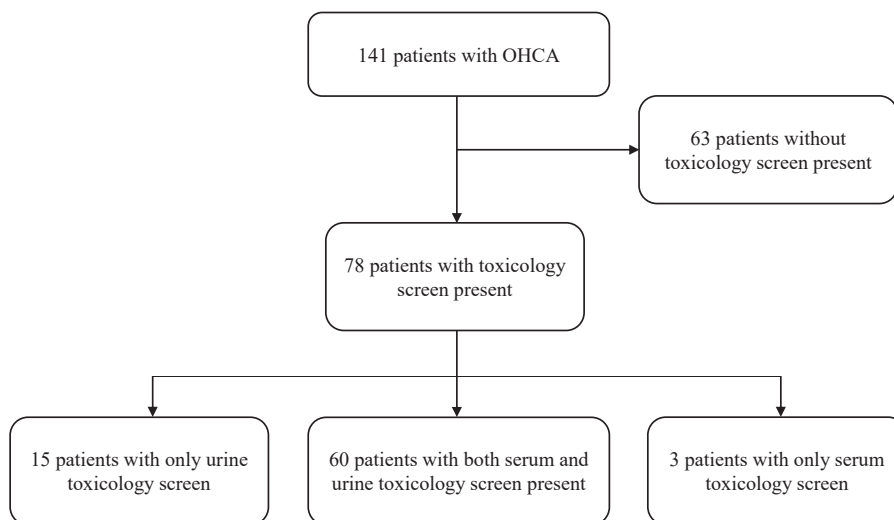 141 patients with OHCA
63 patients without
toxicology screen present
78 patients with toxicology
screen present
15 patients with only urine
toxicology screen
60 patients with both serum and
urine toxicology screen present
3 patients with only serum
toxicology screen